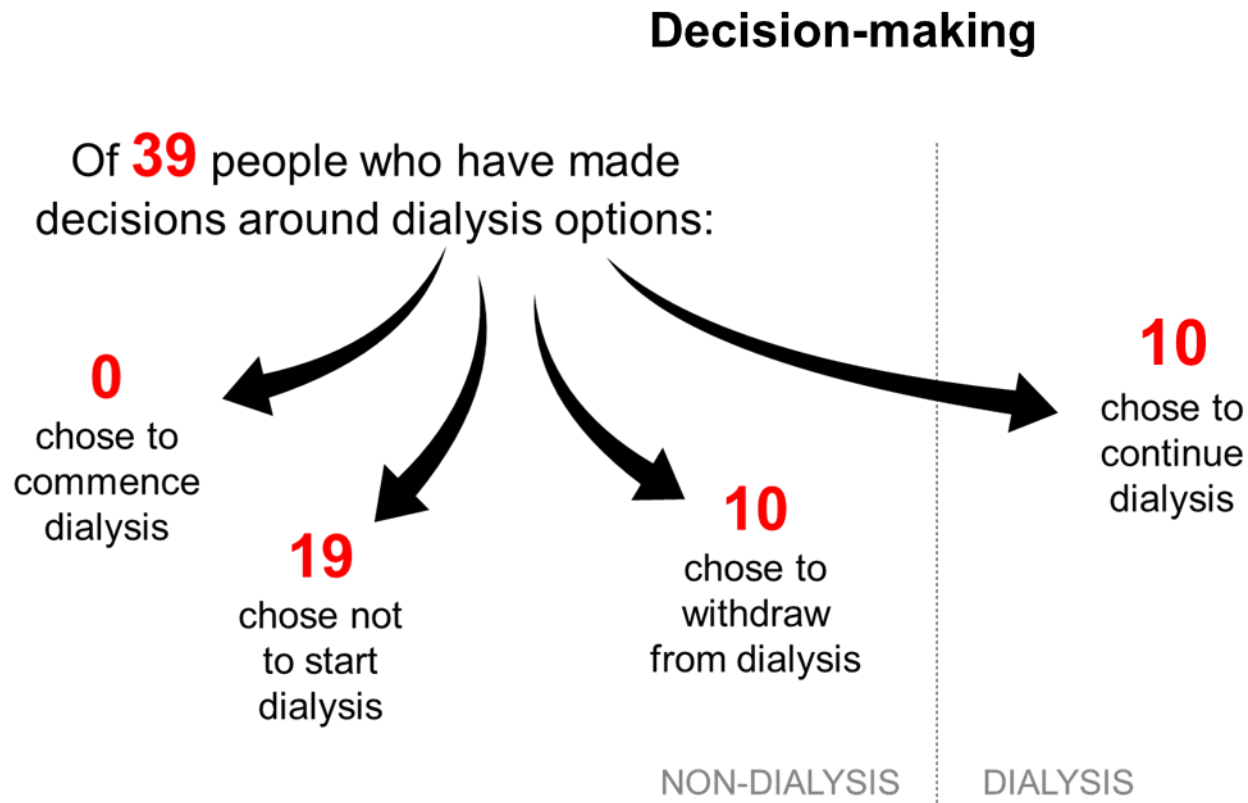 Decision-making
Of 39 people who have made
decisions around dialysis options:
0
chose to
commence
dialysis
19
chose not
to start
dialysis
10
chose to
withdraw
from dialysis
10
chose to
continue
dialysis
NON-DIALYSIS
DIALYSIS